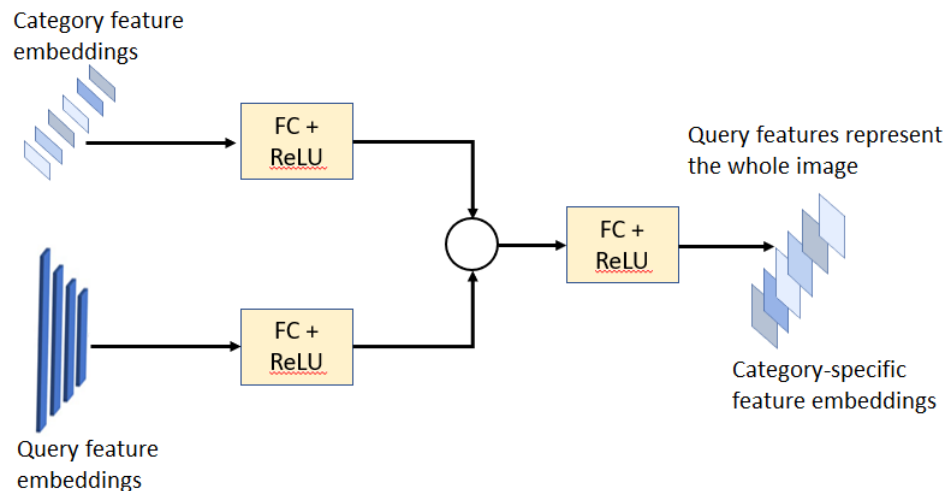 Category feature
embeddings
FC +
ReLU
Query features represent
the whole image
FC +
ReLU
FC +
ReLU
Category-specific
feature embeddings
Query feature
embeddings